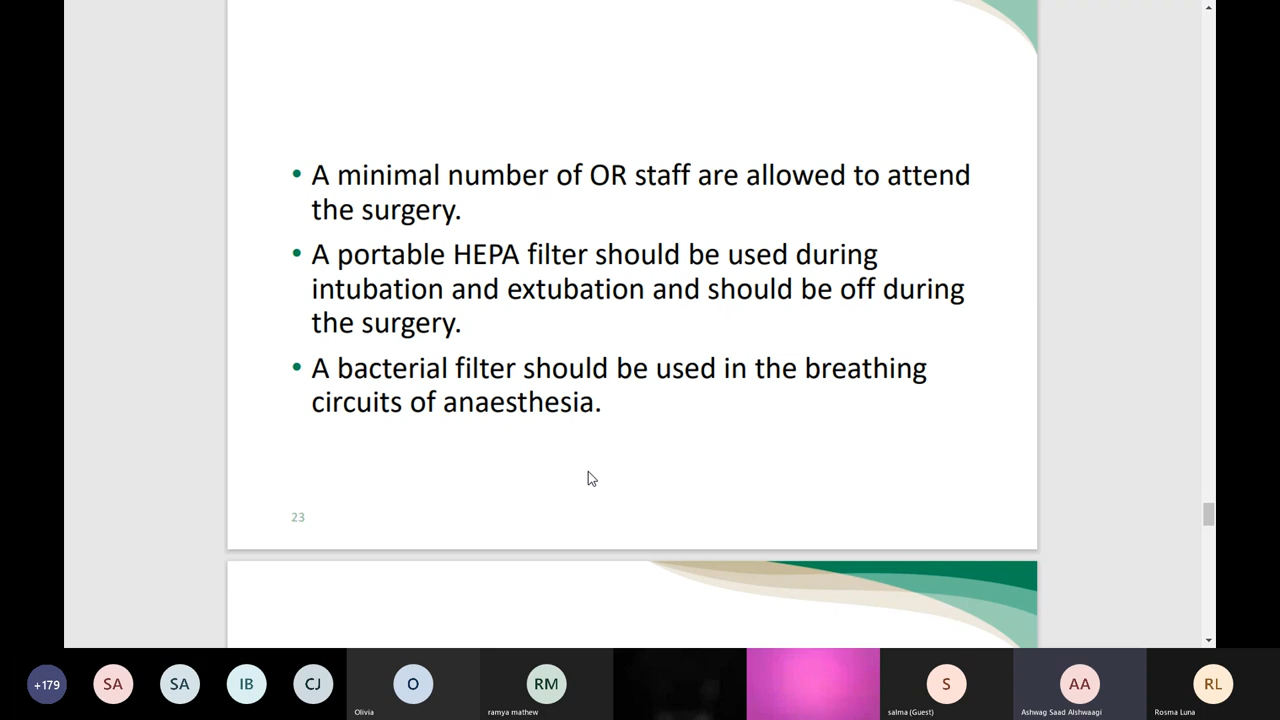 • A minimal number of OR staff are allowed to attend
the surgery.
• A portable HEPA filter should be used during
intubation and extubation and should be off during
the surgery.
• A bacterial filter should be used in the breathing
circuits of anaesthesia.
23
+179
SA
SA
IB
CJ
O
RM
S
AA
RL
Olivia
ramya mathew
salma (Guest)
Ashwag Saad Alshwaagi
Rosma Luna